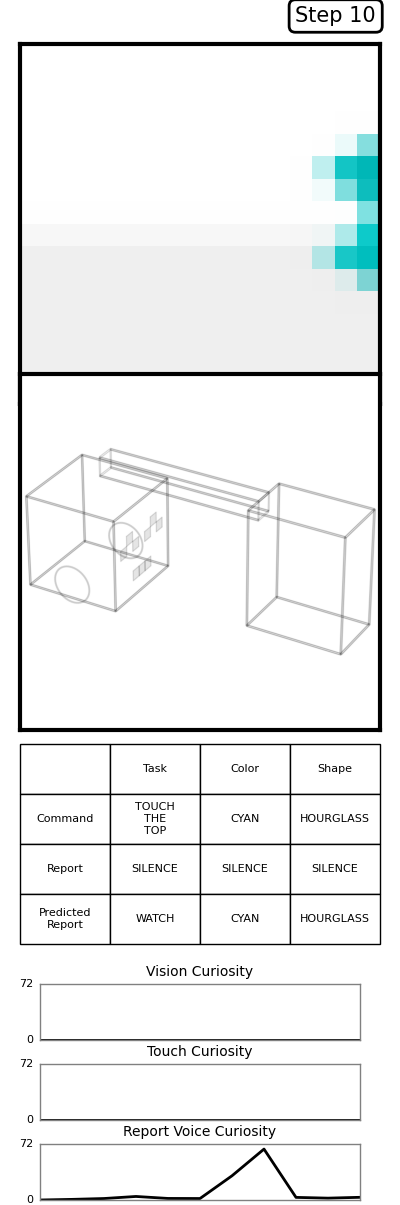 Step 10
Task Color Shape
Command TOUCH THE TOP CYAN HOURGLASS
Report SILENCE SILENCE SILENCE
Predicted Report WATCH CYAN HOURGLASS
Vision Curiosity
72
0
Touch Curiosity
72
0
Report Voice Curiosity
72
0